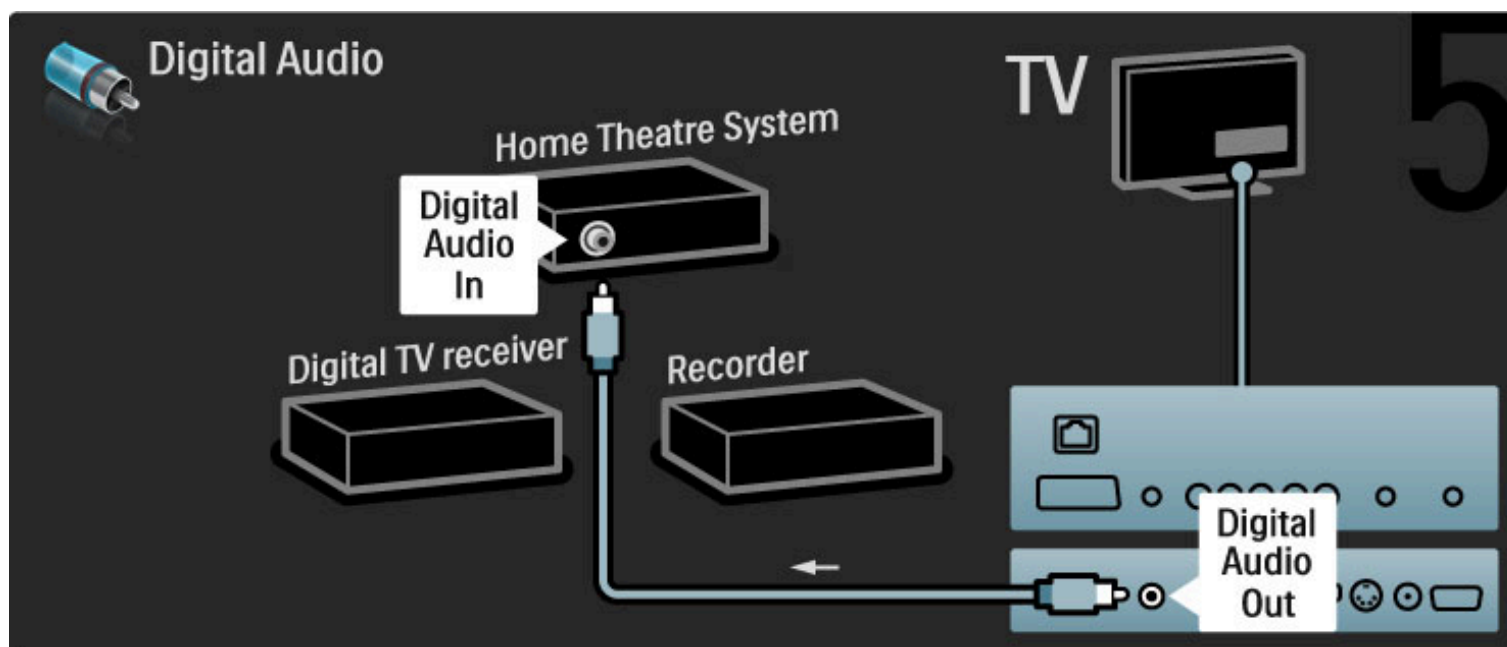 Digital Audio
TV
5
Home Theatre System
Digital
Audio
In
Digital TV receiver
Recorder
Digital
Audio
Out